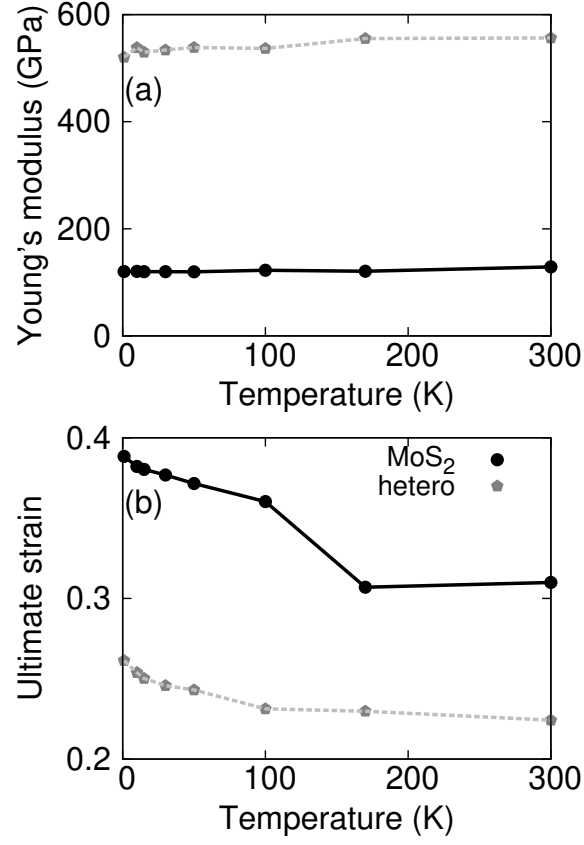 600
400
200
0
Young's modulus (GPa)
(a)
0 100 200 300
Temperature (K)
0.4
0.3
0.2
Ultimate strain
(b)
MoS₂
hetero
0 100 200 300
Temperature (K)